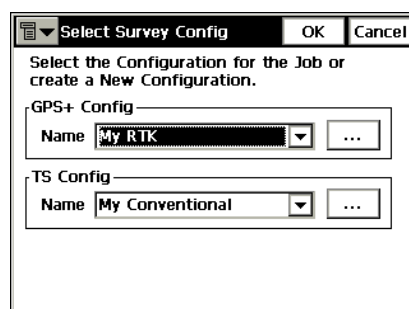 Select Survey Config OK Cancel
Select the Configuration for the Job or
create a New Configuration.
GPS+ Config
Name My RTK ...
TS Config
Name My Conventional ...